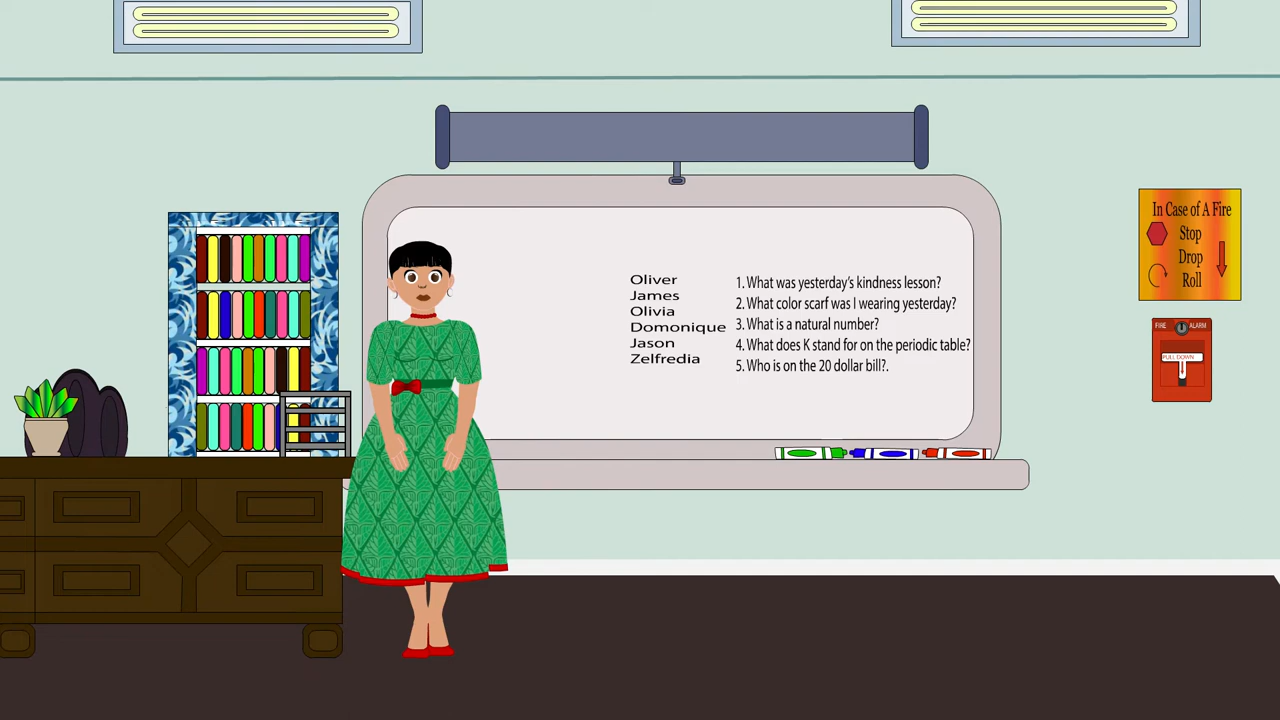 Oliver
James
Olivia
Domonique
Jason
Zelfredia
1. What was yesterday's kindness lesson?
2. What color scarf was I wearing yesterday?
3. What is a natural number?
4. What does K stand for on the periodic table?
5. Who is on the 20 dollar bill?.
In Case of A Fire
Stop
Drop
Roll
FIRE ALARM
PULL DOWN